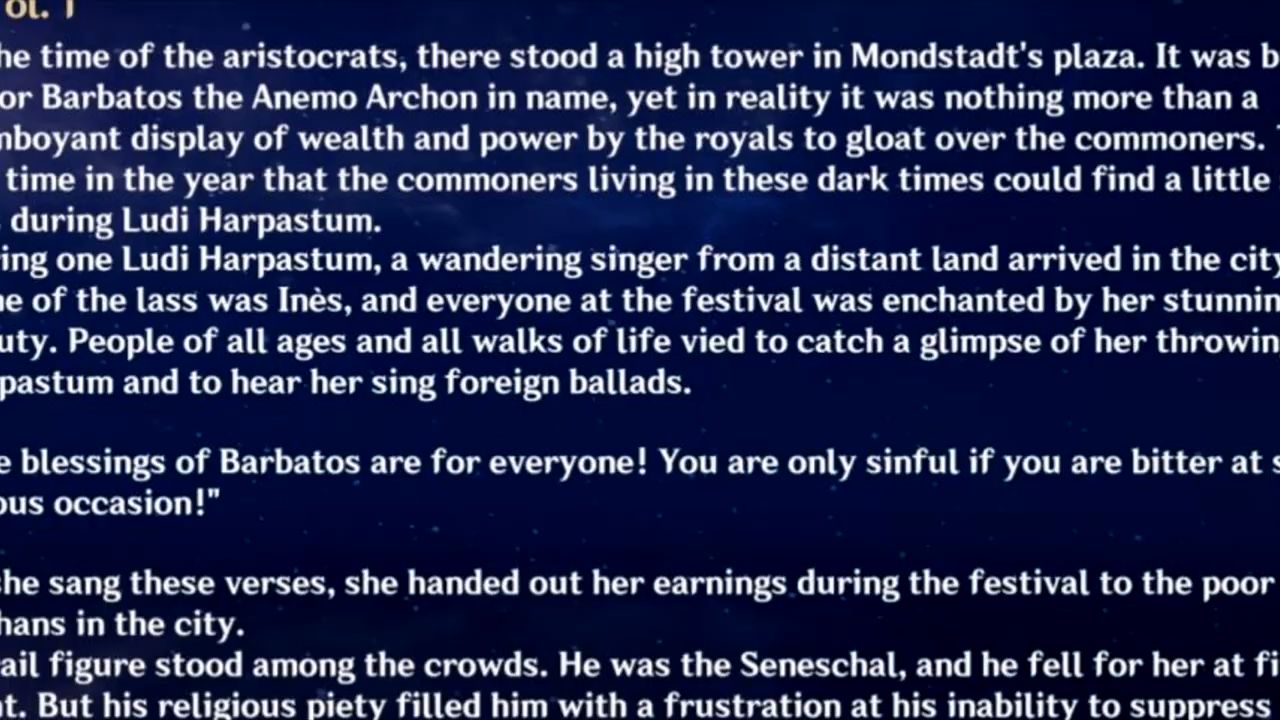 ol. 1
he time of the aristocrats, there stood a high tower in Mondstadt's plaza. It was b
or Barbatos the Anemo Archon in name, yet in reality it was nothing more than a
mboyant display of wealth and power by the royals to gloat over the commoners.
time in the year that the commoners living in these dark times could find a little
during Ludi Harpastum.
ing one Ludi Harpastum, a wandering singer from a distant land arrived in the city
ne of the lass was Inès, and everyone at the festival was enchanted by her stunnin
uty. People of all ages and all walks of life vied to catch a glimpse of her throwin
pastum and to hear her sing foreign ballads.
e blessings of Barbatos are for everyone! You are only sinful if you are bitter at s
ous occasion!"
she sang these verses, she handed out her earnings during the festival to the poor
hans in the city.
ail figure stood among the crowds. He was the Seneschal, and he fell for her at fi
t. But his religious piety filled him with a frustration at his inability to suppress